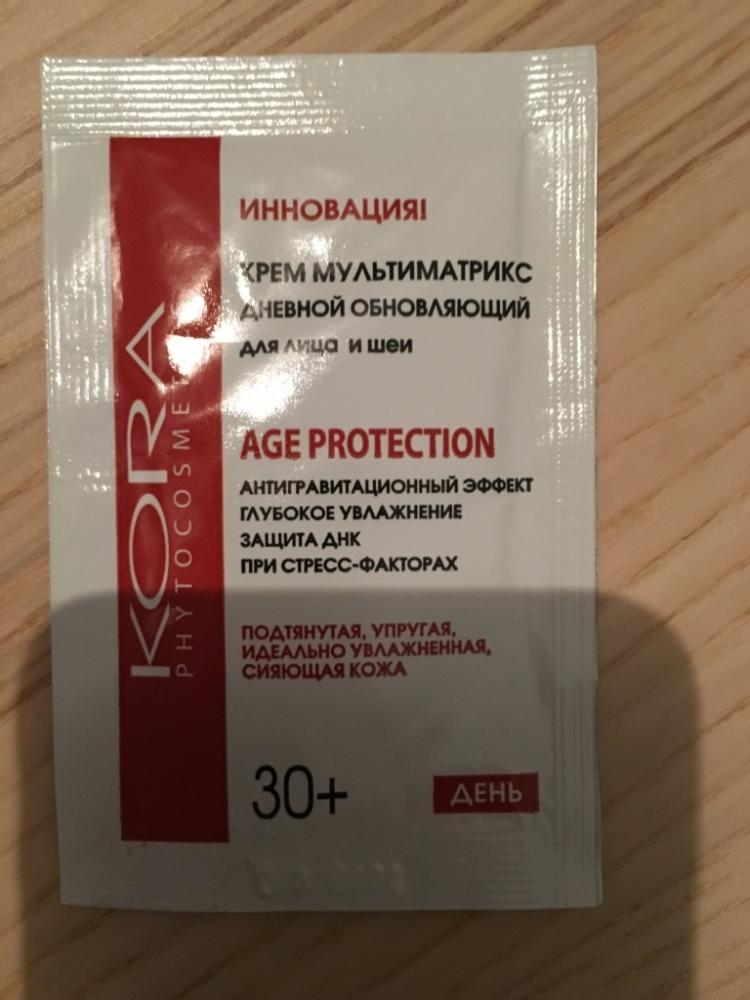 KORA
ИННОВАЦИЯ!
КРЕМ МУЛЬТИМАТРИКС
ДНЕВНОЙ ОБНОВЛЯЮЩИЙ
для лица и шеи
AGE PROTECTION
АНТИГРАВИТАЦИОННЫЙ ЭФФЕКТ
ГЛУБОКОЕ УВЛАЖНЕНИЕ
ЗАЩИТА ДНК
ПРИ СТРЕСС-ФАКТОРАХ
ПОДТЯНУТАЯ, УПРУГАЯ,
ИДЕАЛЬНО УВЛАЖНЕННАЯ,
СИЯЮЩАЯ КОЖА
30+
ДЕНЬ